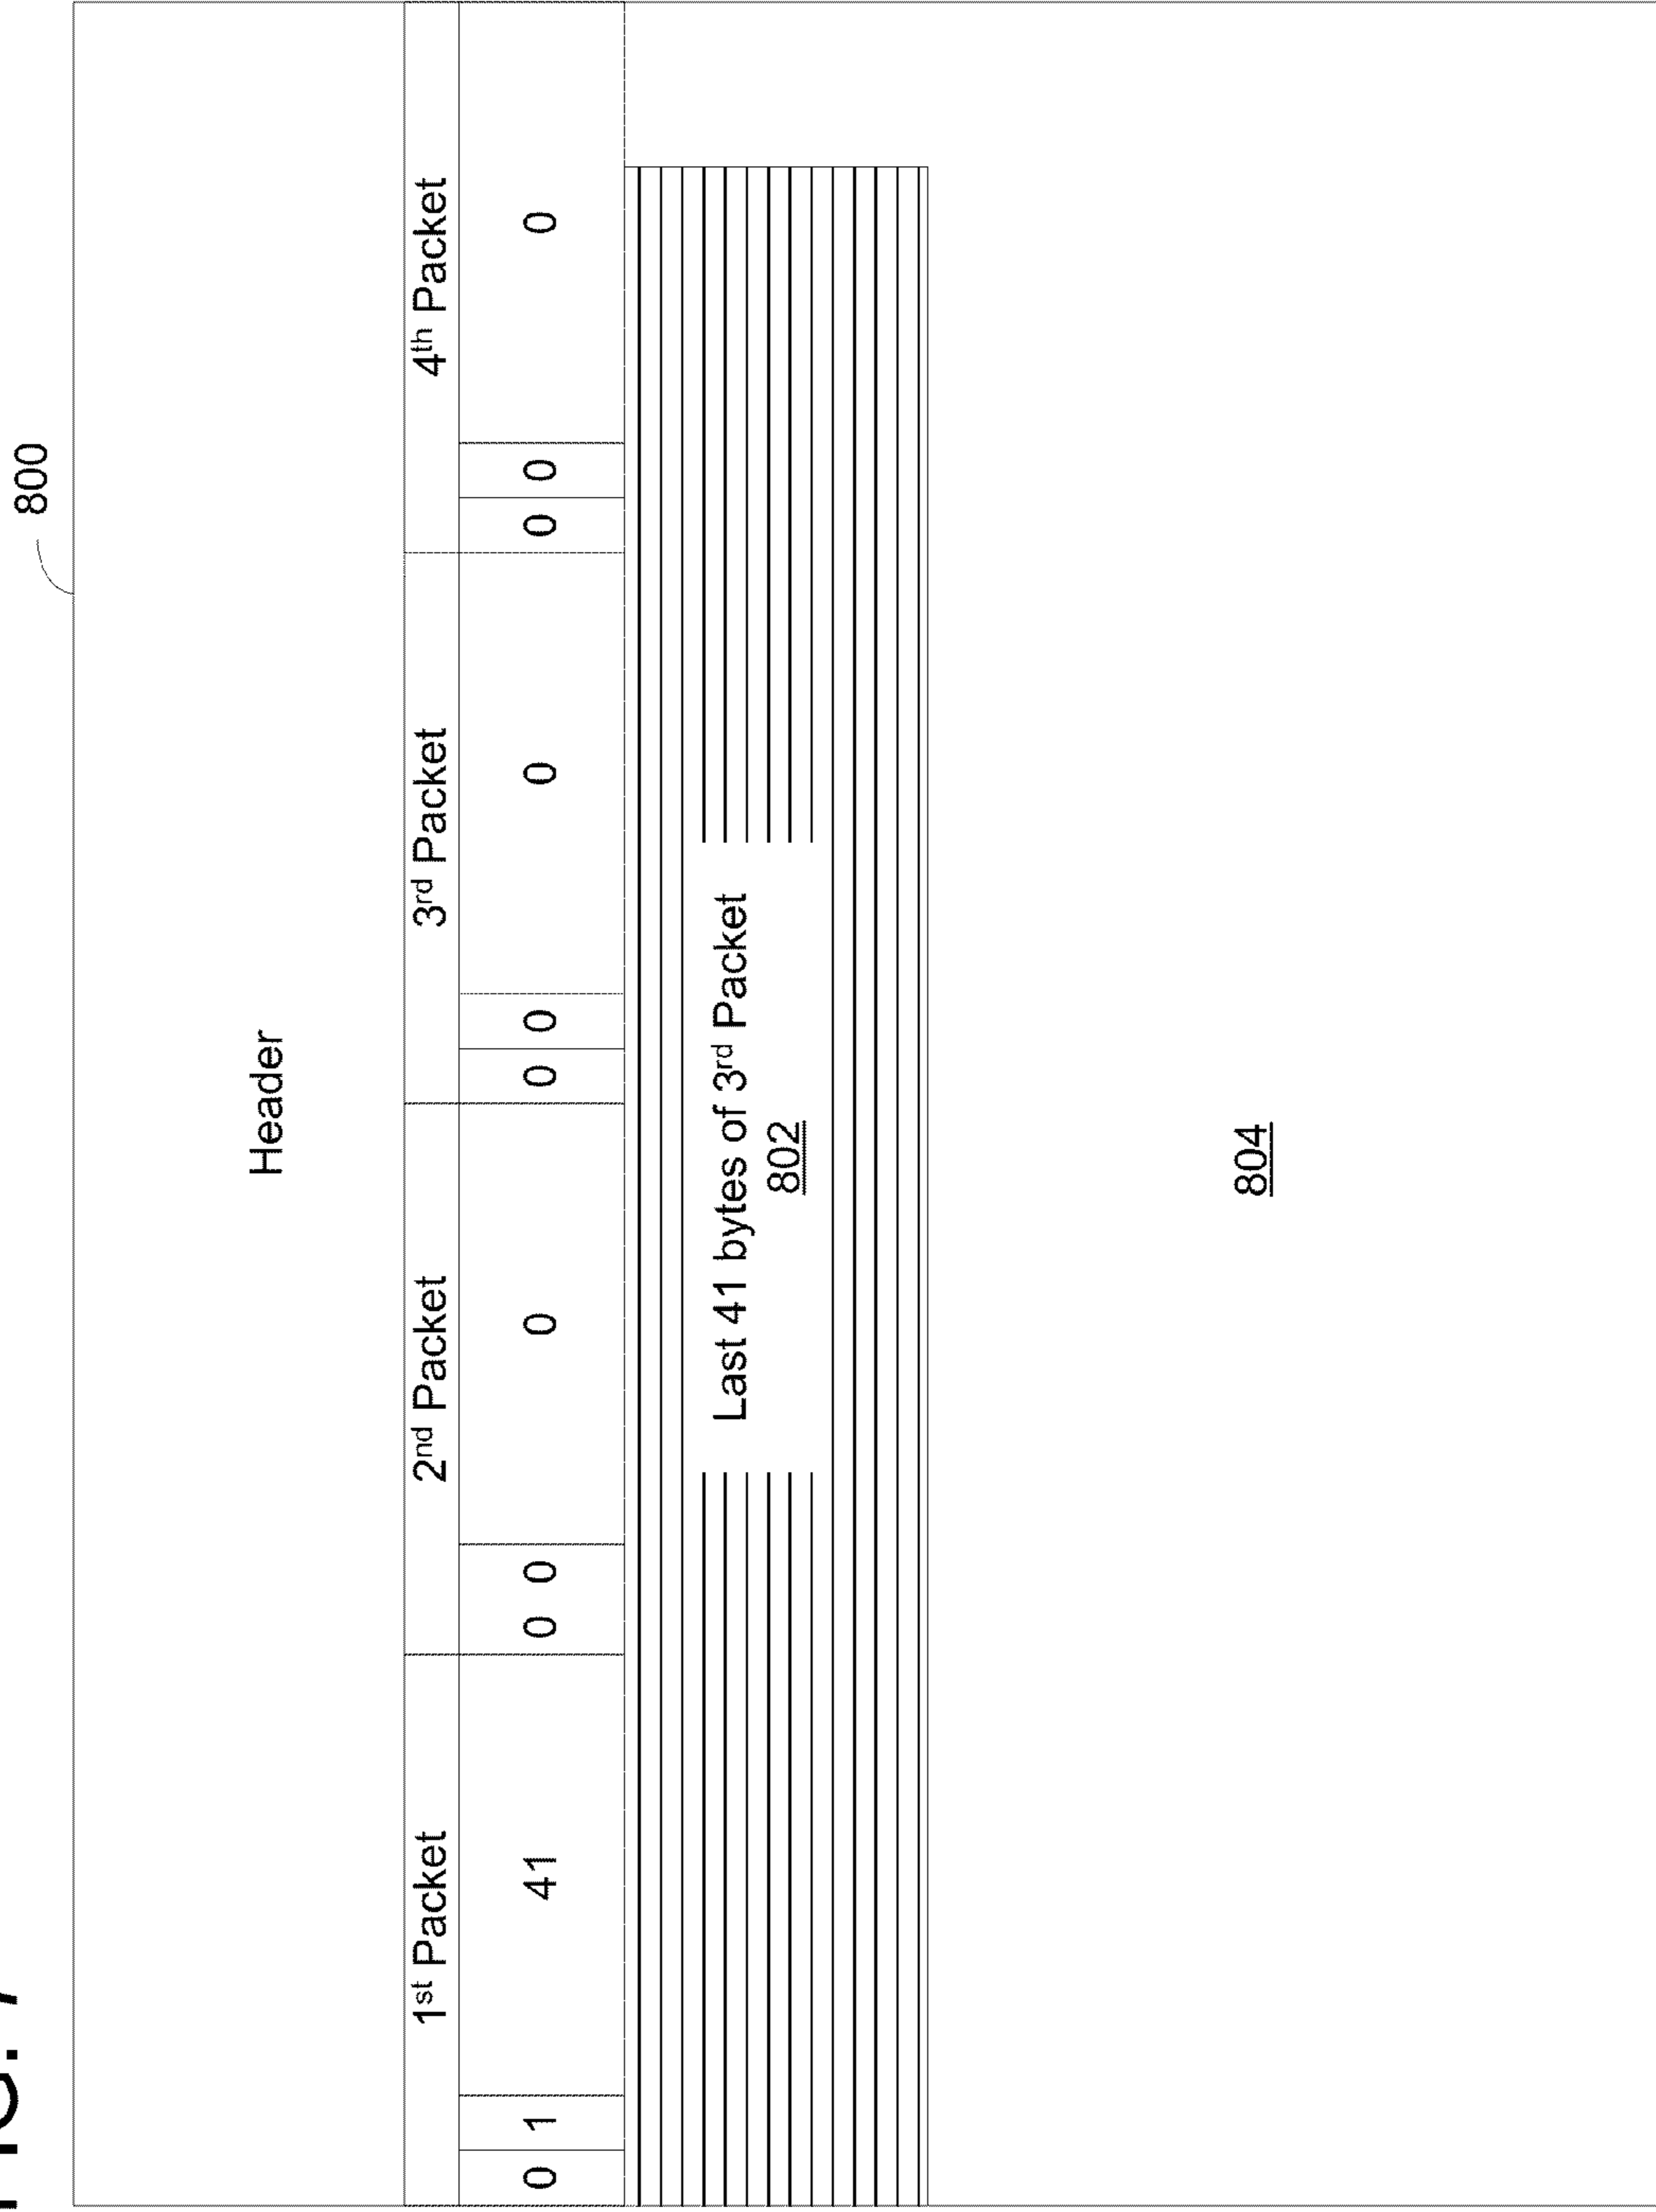 800
Header
1st Packet 2nd Packet 3rd Packet 4th Packet
0 1 41 0 0 0 0 0 0 0 0 0
Last 41 bytes of 3rd Packet
802
804